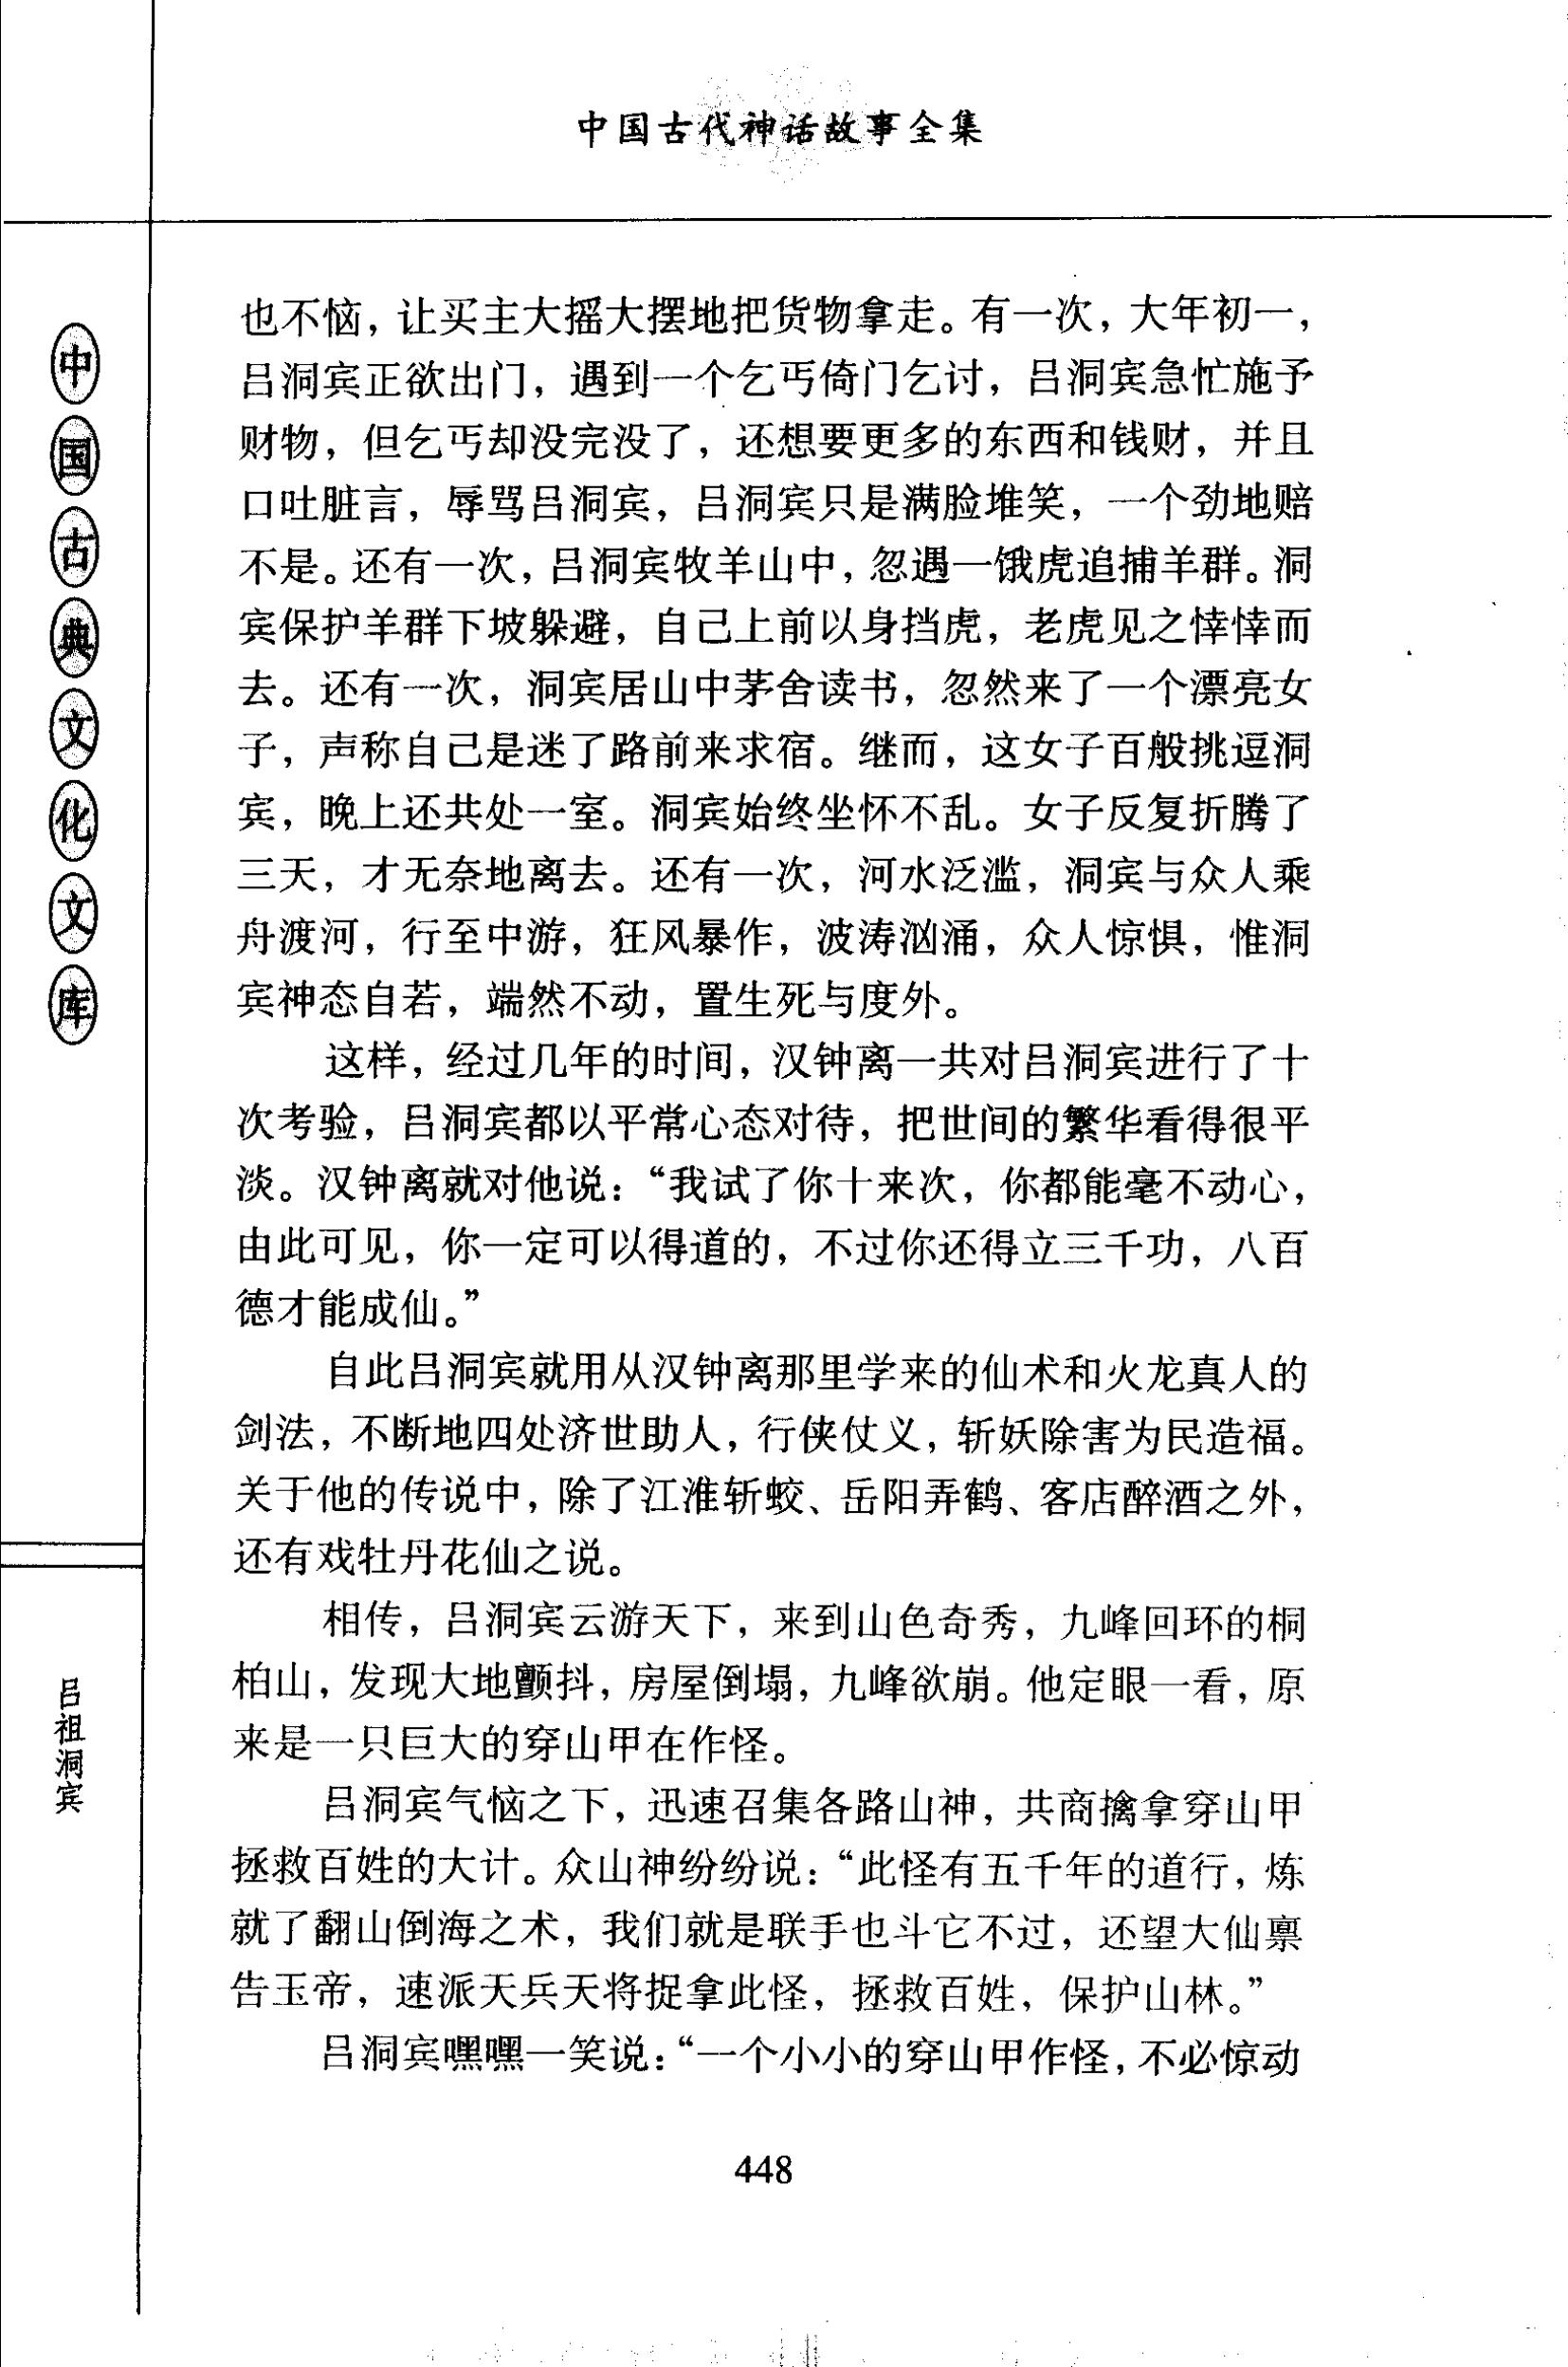 中国古代神话故事全集
中国古典文化文库
吕祖洞宾
也不恼，让买主大摇大摆地把货物拿走。有一次，大年初一，
吕洞宾正欲出门，遇到一个乞丐倚门乞讨，吕洞宾急忙施予
财物，但乞丐却没完没了，还想要更多的东西和钱财，并且
口吐脏言，辱骂吕洞宾，吕洞宾只是满脸堆笑，一个劲地赔
不是。还有一次，吕洞宾牧羊山中，忽遇一饿虎追捕羊群。洞
宾保护羊群下坡躲避，自己上前以身挡虎，老虎见之悻悻而
去。还有一次，洞宾居山中茅舍读书，忽然来了一个漂亮女
子，声称自己是迷了路前来求宿。继而，这女子百般挑逗洞
宾，晚上还共处一室。洞宾始终坐怀不乱。女子反复折腾了
三天，才无奈地离去。还有一次，河水泛滥，洞宾与众人乘
舟渡河，行至中游，狂风暴作，波涛汹涌，众人惊惧，惟洞
宾神态自若，端然不动，置生死与度外。
这样，经过几年的时间，汉钟离一共对吕洞宾进行了十
次考验，吕洞宾都以平常心态对待，把世间的繁华看得很平
淡。汉钟离就对他说：“我试了你十来次，你都能毫不动心，
由此可见，你一定可以得道的，不过你还得立三千功，八百
德才能成仙。”
自此吕洞宾就用从汉钟离那里学来的仙术和火龙真人的
剑法，不断地四处济世助人，行侠仗义，斩妖除害为民造福。
关于他的传说中，除了江淮斩蛟、岳阳弄鹤、客店醉酒之外，
还有戏牡丹花仙之说。
相传，吕洞宾云游天下，来到山色奇秀，九峰回环的桐
柏山，发现大地颤抖，房屋倒塌，九峰欲崩。他定眼一看，原
来是一只巨大的穿山甲在作怪。
吕洞宾气恼之下，迅速召集各路山神，共商擒拿穿山甲
拯救百姓的大计。众山神纷纷说：“此怪有五千年的道行，炼
就了翻山倒海之术，我们就是联手也斗它不过，还望大仙禀
告玉帝，速派天兵天将捉拿此怪，拯救百姓，保护山林。”
吕洞宾嘿嘿一笑说：“一个小小的穿山甲作怪，不必惊动
448